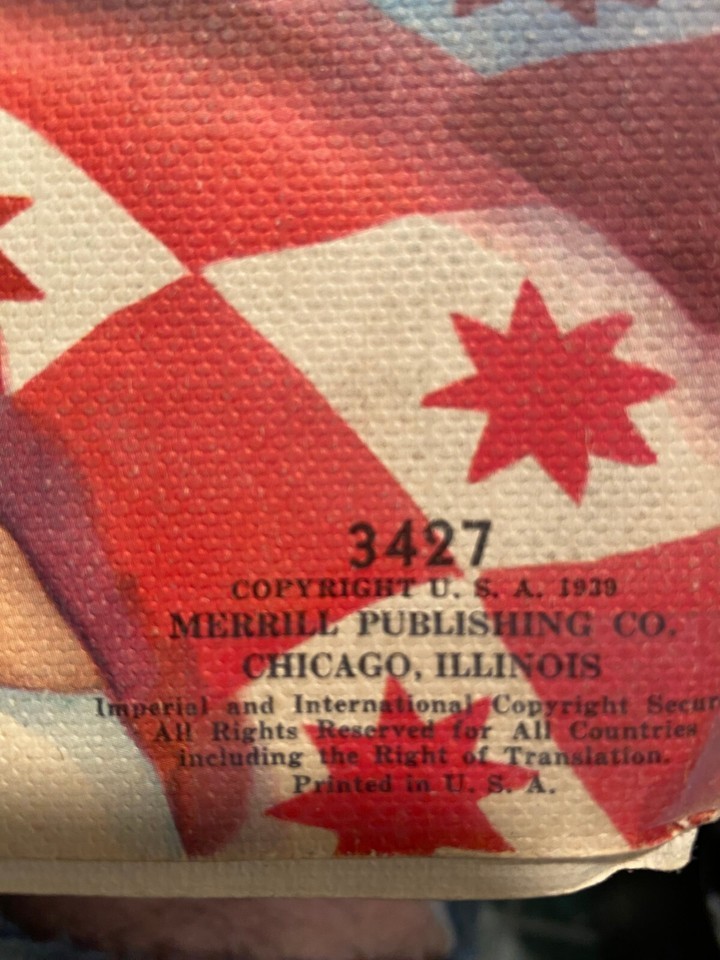 3427
COPYRIGHT U. S. A. 1939
MERRILL PUBLISHING CO.
CHICAGO, ILLINOIS
Imperial and International Copyright Secur
All Rights Reserved for All Countries
including the Right of Translation.
Printed in U. S. A.